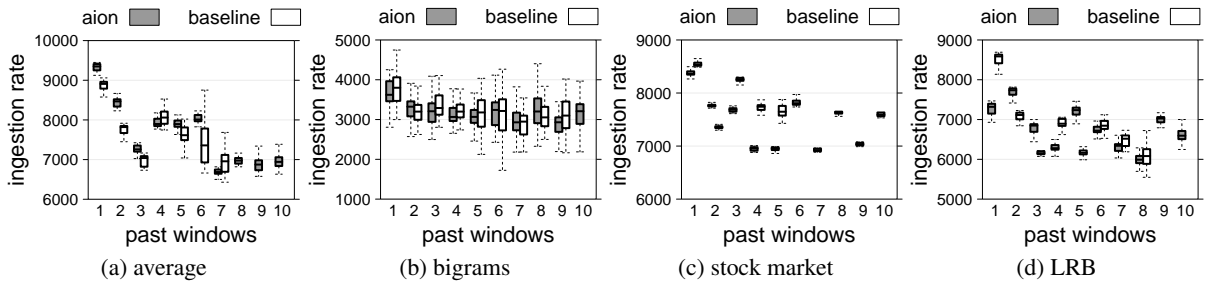 aion baseline
10000
9000
8000
7000
6000
ingestion rate
1 2 3 4 5 6 7 8 9 10
past windows
(a) average
aion baseline
5000
4000
3000
2000
1000
ingestion rate
1 2 3 4 5 6 7 8 9 10
past windows
(b) bigrams
aion baseline
9000
8000
7000
6000
ingestion rate
1 2 3 4 5 6 7 8 9 10
past windows
(c) stock market
aion baseline
9000
8000
7000
6000
5000
ingestion rate
1 2 3 4 5 6 7 8 9 10
past windows
(d) LRB